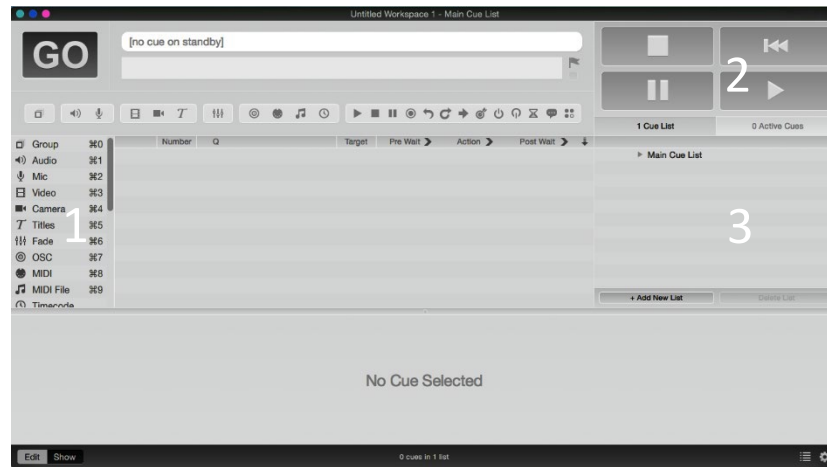 Untitled Workspace 1 - Main Cue List
GO
[no cue on standby]
2
1 Cue List
0 Active Cues
Number Q Target Pre Wait Action Post Wait
Group ⌘0
Audio ⌘1
Mic ⌘2
Video ⌘3
Camera ⌘4
Titles ⌘5
1
Fade ⌘6
OSC ⌘7
MIDI ⌘8
MIDI File ⌘9
Timecode
Main Cue List
3
+ Add New List
Delete List
No Cue Selected
Edit Show
0 cues in 1 list